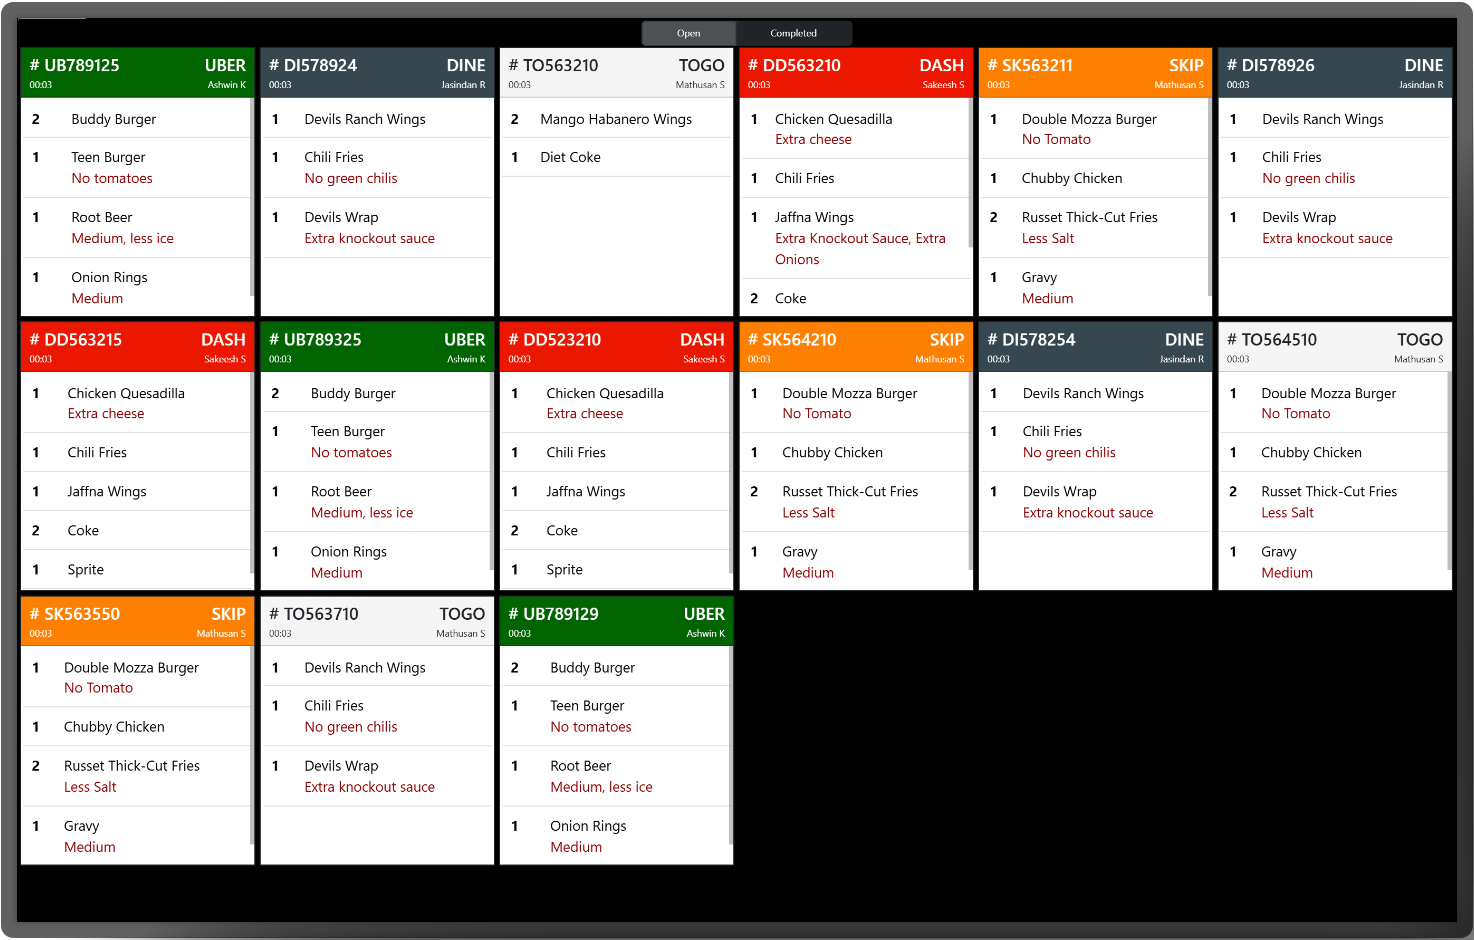 Open Completed
# UB789125 UBER
00:03 Ashwin K
2 Buddy Burger
1 Teen Burger
No tomatoes
1 Root Beer
Medium, less ice
1 Onion Rings
Medium
# DI578924 DINE
00:03 Jasindan R
1 Devils Ranch Wings
1 Chili Fries
No green chilis
1 Devils Wrap
Extra knockout sauce
# TO563210 TOGO
00:03 Mathusan S
2 Mango Habanero Wings
1 Diet Coke
# DD563210 DASH
00:03 Sakeesh S
1 Chicken Quesadilla
Extra cheese
1 Chili Fries
1 Jaffna Wings
Extra Knockout Sauce, Extra
Onions
2 Coke
# SK563211 SKIP
00:03 Mathusan S
1 Double Mozza Burger
No Tomato
1 Chubby Chicken
2 Russet Thick-Cut Fries
Less Salt
1 Gravy
Medium
# DI578926 DINE
00:03 Jasindan R
1 Devils Ranch Wings
1 Chili Fries
No green chilis
1 Devils Wrap
Extra knockout sauce
# DD563215 DASH
00:03 Sakeesh S
1 Chicken Quesadilla
Extra cheese
1 Chili Fries
1 Jaffna Wings
2 Coke
1 Sprite
# UB789325 UBER
00:03 Ashwin K
2 Buddy Burger
1 Teen Burger
No tomatoes
1 Root Beer
Medium, less ice
1 Onion Rings
Medium
# DD523210 DASH
00:03 Sakeesh S
1 Chicken Quesadilla
Extra cheese
1 Chili Fries
1 Jaffna Wings
2 Coke
1 Sprite
# SK564210 SKIP
00:03 Mathusan S
1 Double Mozza Burger
No Tomato
1 Chubby Chicken
2 Russet Thick-Cut Fries
Less Salt
1 Gravy
Medium
# DI578254 DINE
00:03 Jasindan R
1 Devils Ranch Wings
1 Chili Fries
No green chilis
1 Devils Wrap
Extra knockout sauce
# TO564510 TOGO
00:03 Mathusan S
1 Double Mozza Burger
No Tomato
1 Chubby Chicken
2 Russet Thick-Cut Fries
Less Salt
1 Gravy
Medium
# SK563550 SKIP
00:03 Mathusan S
1 Double Mozza Burger
No Tomato
1 Chubby Chicken
2 Russet Thick-Cut Fries
Less Salt
1 Gravy
Medium
# TO563710 TOGO
00:03 Mathusan S
1 Devils Ranch Wings
1 Chili Fries
No green chilis
1 Devils Wrap
Extra knockout sauce
# UB789129 UBER
00:03 Ashwin K
2 Buddy Burger
1 Teen Burger
No tomatoes
1 Root Beer
Medium, less ice
1 Onion Rings
Medium